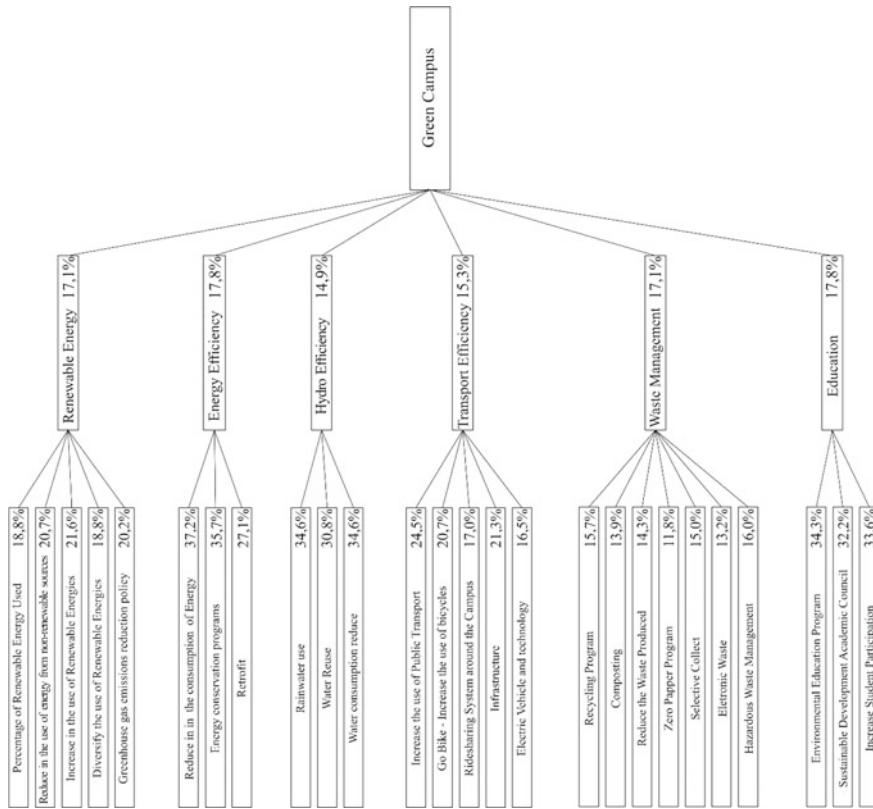 Green Campus
Renewable Energy 17,1%
Energy Efficiency 17,8%
Hydro Efficiency 14,9%
Transport Efficiency 15,3%
Waste Management 17,1%
Education 17,8%
Percentage of Renewable Energy Used 18,8%
Reduce in the use of energy from non-renewable sources 20,7%
Increase in the use of Renewable Energies 21,6%
Diversify the use of Renewable Energies 18,8%
Greenhouse gas emissions reduction policy 20,2%
Reduce in in the consumption of Energy 37,2%
Energy conservation programs 35,7%
Retrofit 27,1%
Rainwater use 34,6%
Water Reuse 30,8%
Water consumption reduce 34,6%
Increase the use of Public Transport 24,5%
Go Bike - Increase the use of bicycles 20,7%
Ridesharing System around the Campus 17,0%
Infrastructure 21,3%
Electric Vehicle and technology 16,5%
Recycling Program 15,7%
Composting 13,9%
Reduce the Waste Produced 14,3%
Zero Papper Program 11,8%
Selective Collect 15,0%
Eletronic Waste 13,2%
Hazardous Waste Management 16,0%
Environmental Education Program 34,3%
Sustainable Development Academic Council 32,2%
Increase Student Participation 33,6%